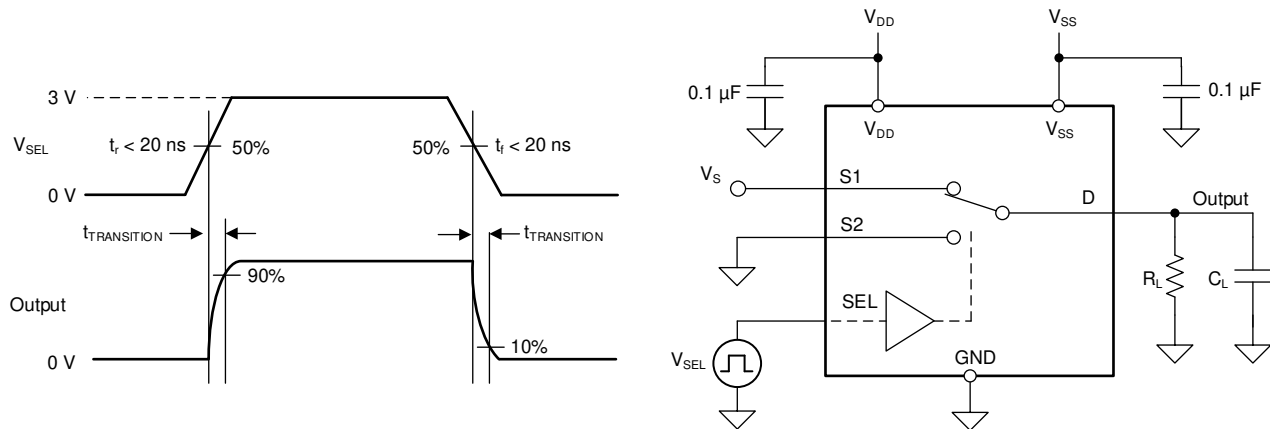 3 V
V_SEL
t_r < 20 ns
50%
50%
t_f < 20 ns
0 V
t_TRANSITION
t_TRANSITION
90%
Output
10%
0 V
V_DD
V_SS
0.1 µF
0.1 µF
V_DD
V_SS
V_S
S1
D
Output
S2
R_L
C_L
SEL
V_SEL
GND